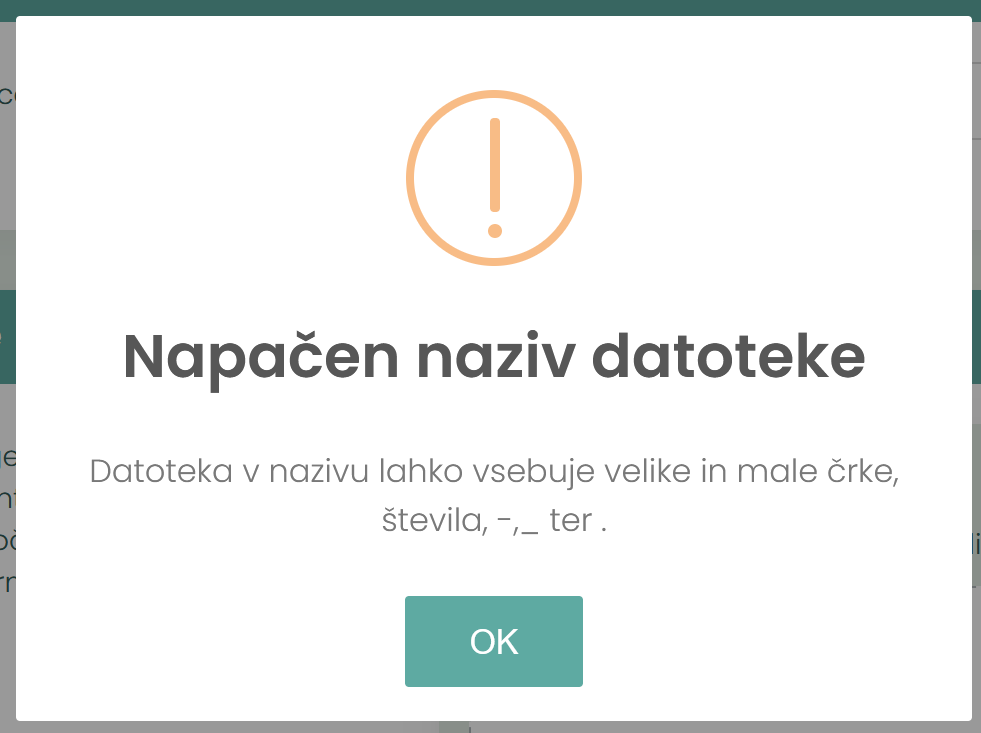 Napačen naziv datoteke
Datoteka v nazivu lahko vsebuje velike in male črke,
števila, -,_ ter .
OK